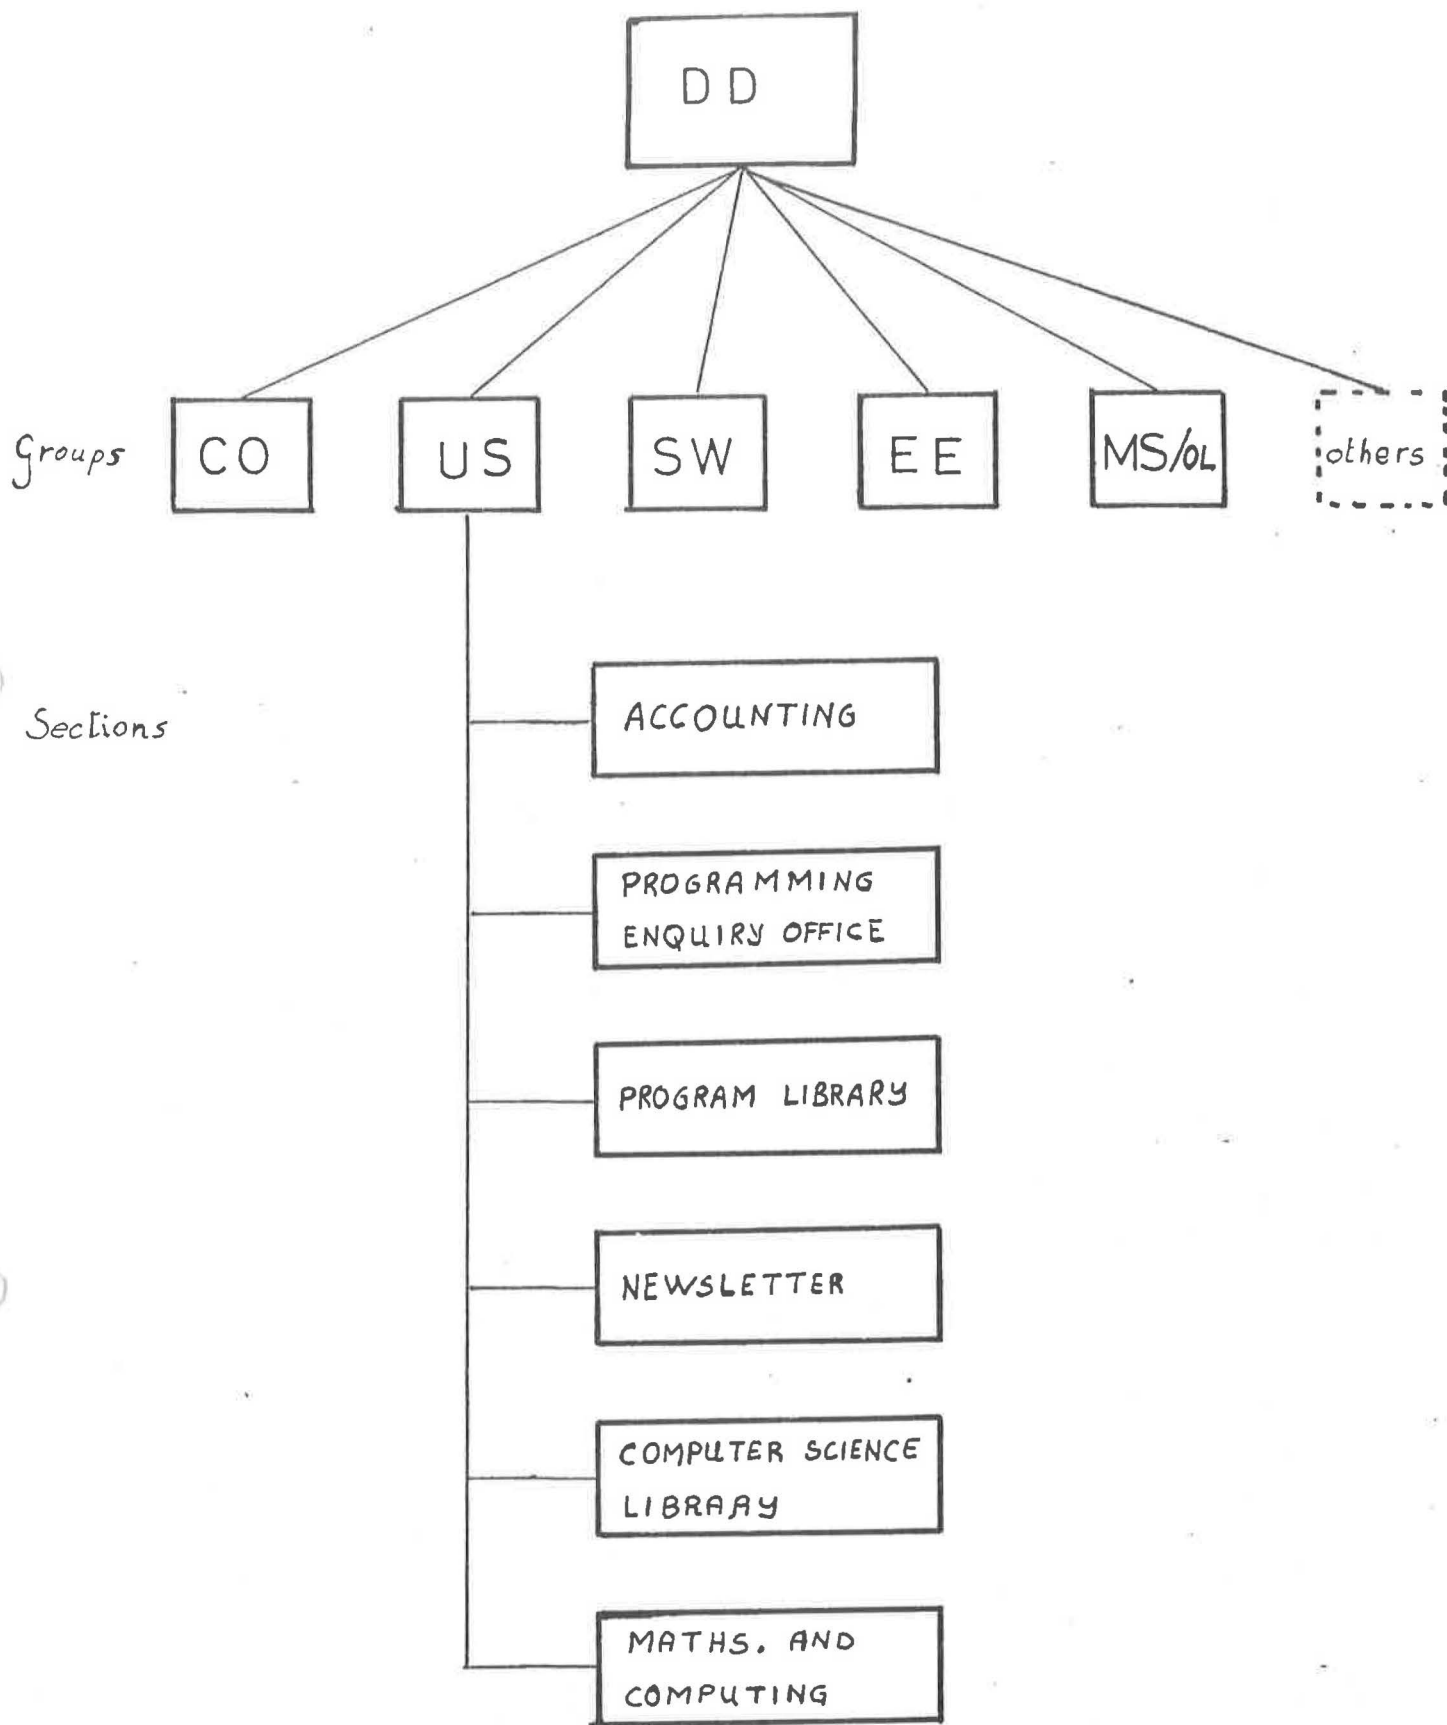 DD
Groups CO US SW EE MS/OL others
Sections
ACCOUNTING
PROGRAMMING
ENQUIRY OFFICE
PROGRAM LIBRARY
NEWSLETTER
COMPUTER SCIENCE
LIBRARY
MATHS. AND
COMPUTING